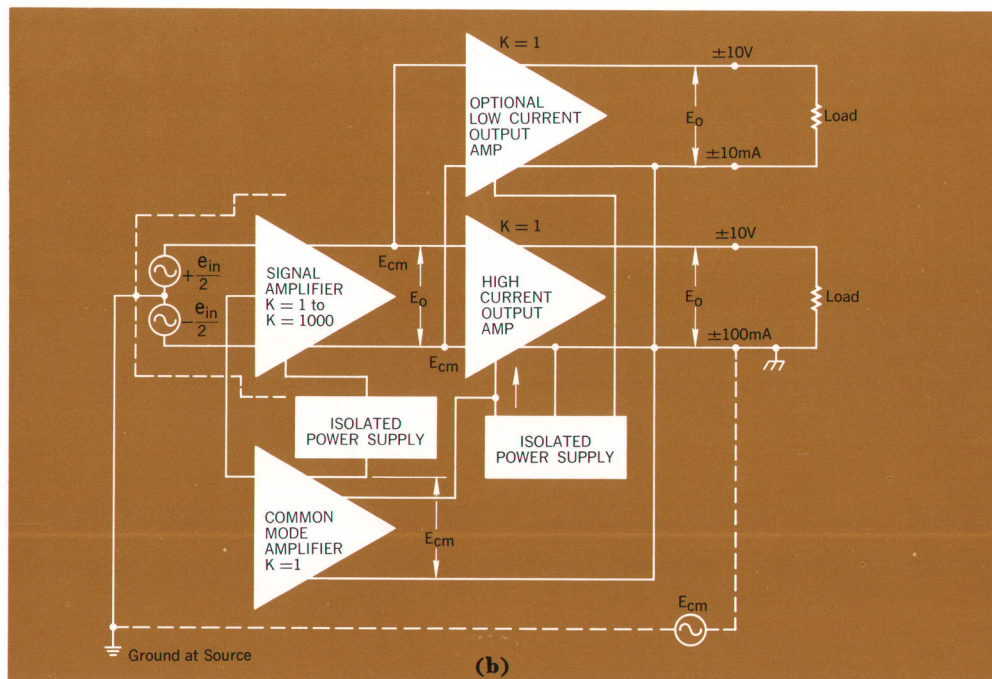 K = 1
±10V
OPTIONAL
LOW CURRENT
OUTPUT
AMP
Eo
Load
±10mA
K = 1
±10V
+ein/2
-ein/2
SIGNAL
AMPLIFIER
K = 1 to
K = 1000
Ecm
Eo
Ecm
HIGH
CURRENT
OUTPUT
AMP
Eo
Load
±100mA
ISOLATED
POWER SUPPLY
ISOLATED
POWER SUPPLY
COMMON
MODE
AMPLIFIER
K = 1
Ecm
Ecm
Ground at Source
(b)